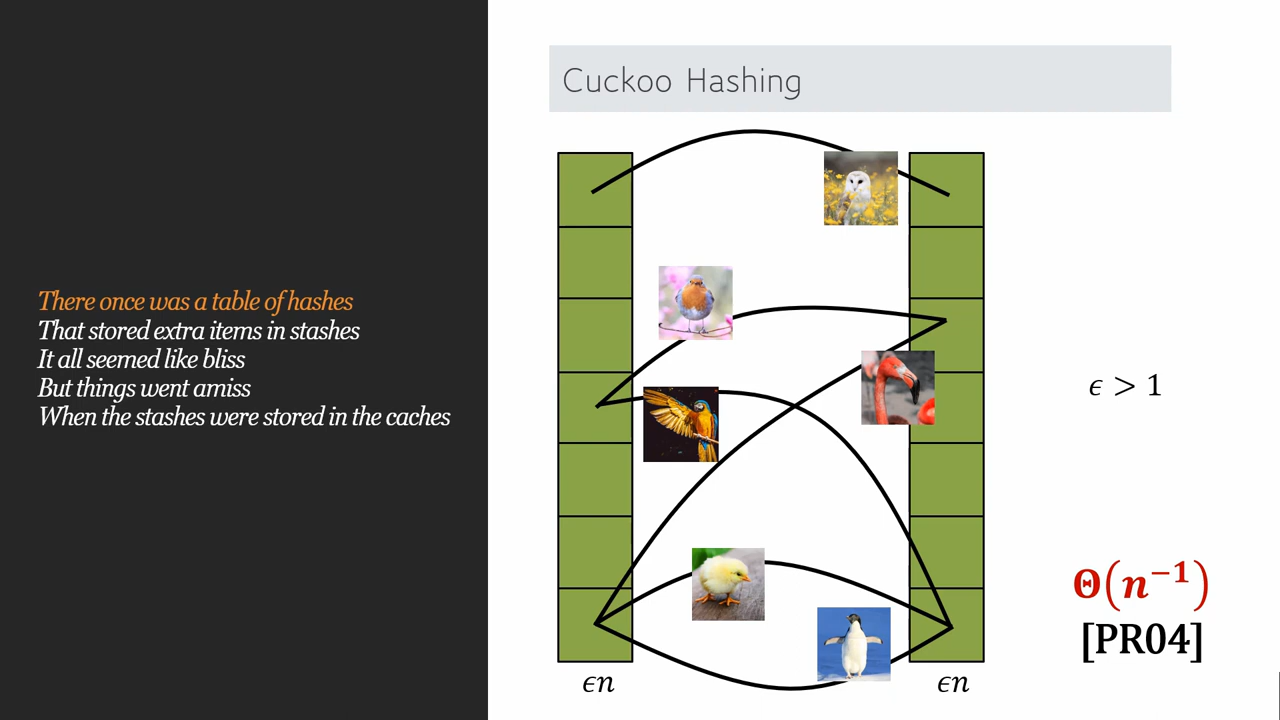 There once was a table of hashes
That stored extra items in stashes
It all seemed like bliss
But things went amiss
When the stashes were stored in the caches
Cuckoo Hashing
ϵ > 1
Θ(n⁻¹)
[PR04]
ϵn
ϵn